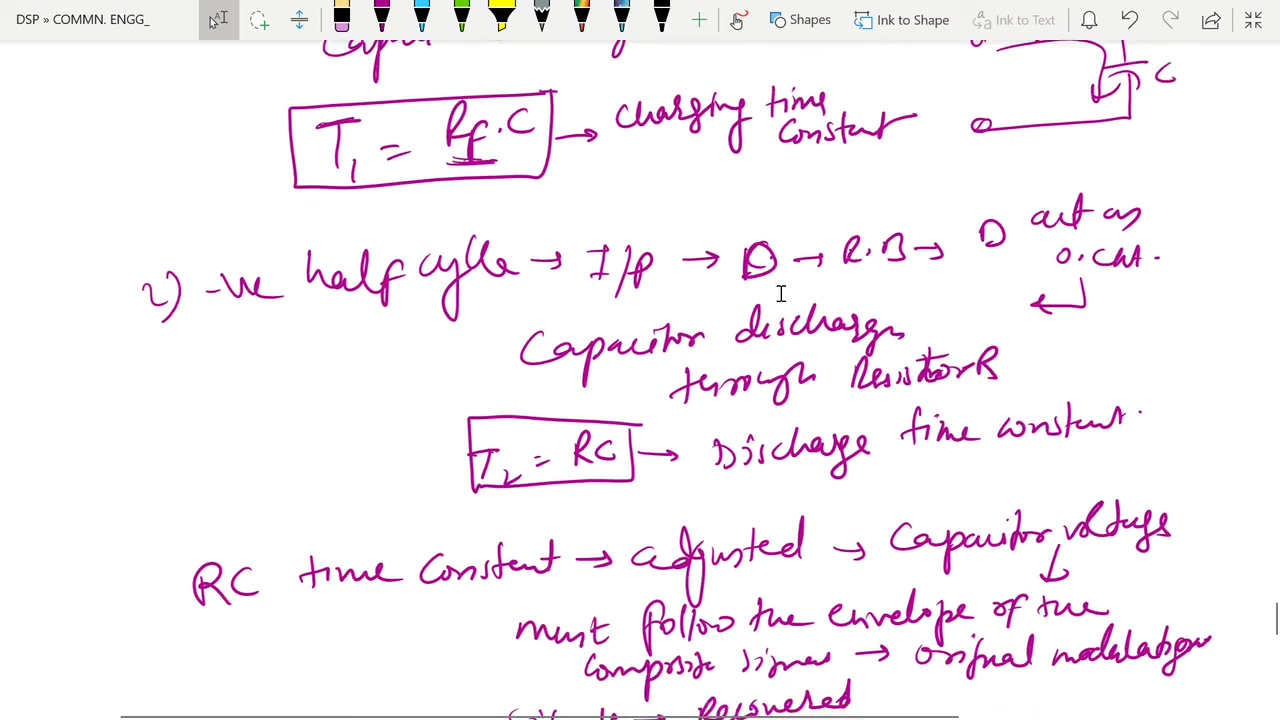 DSP » COMMN. ENGG_
Shapes
Ink to Shape
Ink to Text
C
T1 = Rf.C → charging time constant
2) -ve half cycle → I/p → D → R.B → D act as O.Ckt.
Capacitor discharges
through Resistor R
T2 = RC → Discharge time constant.
RC time constant → adjusted → Capacitor voltage
must follow the envelope of the
composite signal → original modulation
→ Recovered